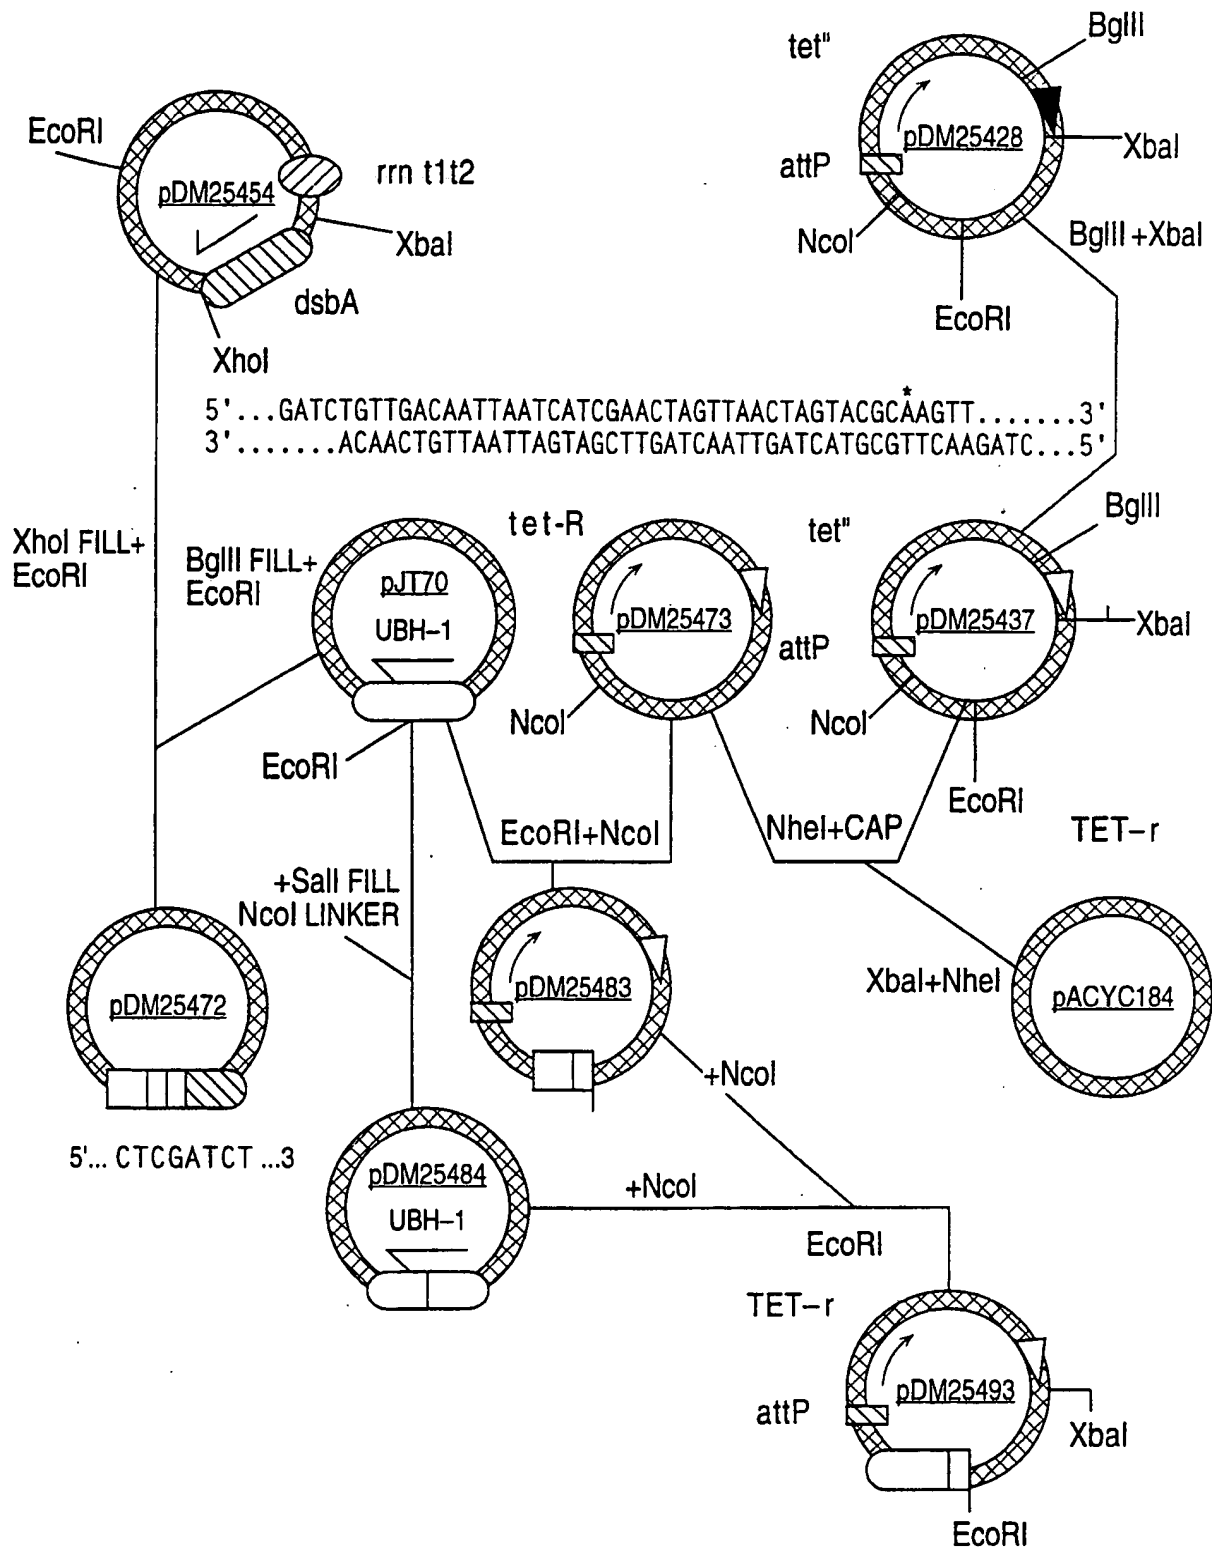 tet"
BglII
EcoRI
pDM25428
XbaI
pDM25454
rrn t1t2
attP
XbaI
NcoI
BglII+XbaI
dsbA
EcoRI
XhoI
*
5'...GATCTGTTGACAATTAATCATCGAACTAGTTAACTAGTACGCAAGTT.......3'
3'.......ACAACTGTTAATTAGTAGCTTGATCAATTGATCATGCGTTCAAGATC...5'
XhoI FILL+
EcoRI
BglII FILL+
EcoRI
pJT70
UBH-1
tet-R
pDM25473
tet"
BglII
attP
pDM25437
XbaI
NcoI
NcoI
EcoRI
EcoRI
EcoRI+NcoI
NheI+CAP
TET-r
+SalI FILL
NcoI LINKER
pDM25472
pDM25483
XbaI+NheI
pACYC184
+NcoI
5'... CTCGATCT ...3
pDM25484
UBH-1
+NcoI
EcoRI
TET-r
pDM25493
attP
XbaI
EcoRI